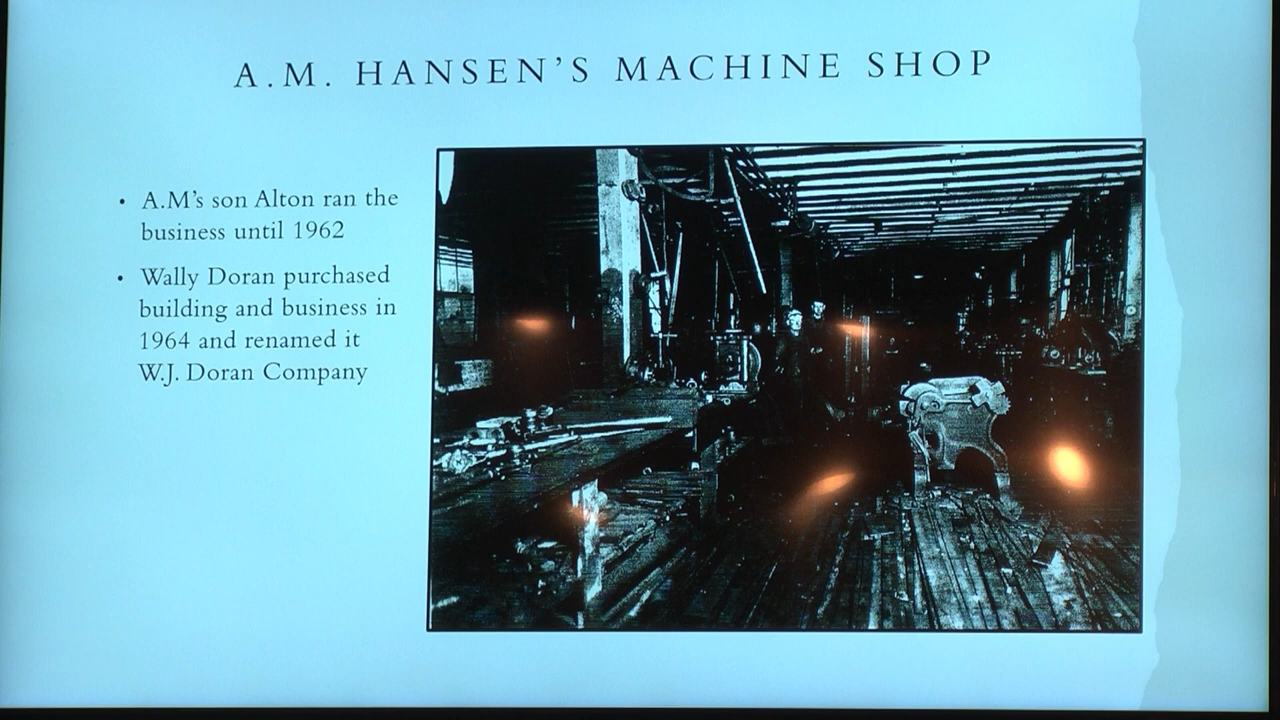 A.M. HANSEN'S MACHINE SHOP
• A.M's son Alton ran the
business until 1962
• Wally Doran purchased
building and business in
1964 and renamed it
W.J. Doran Company